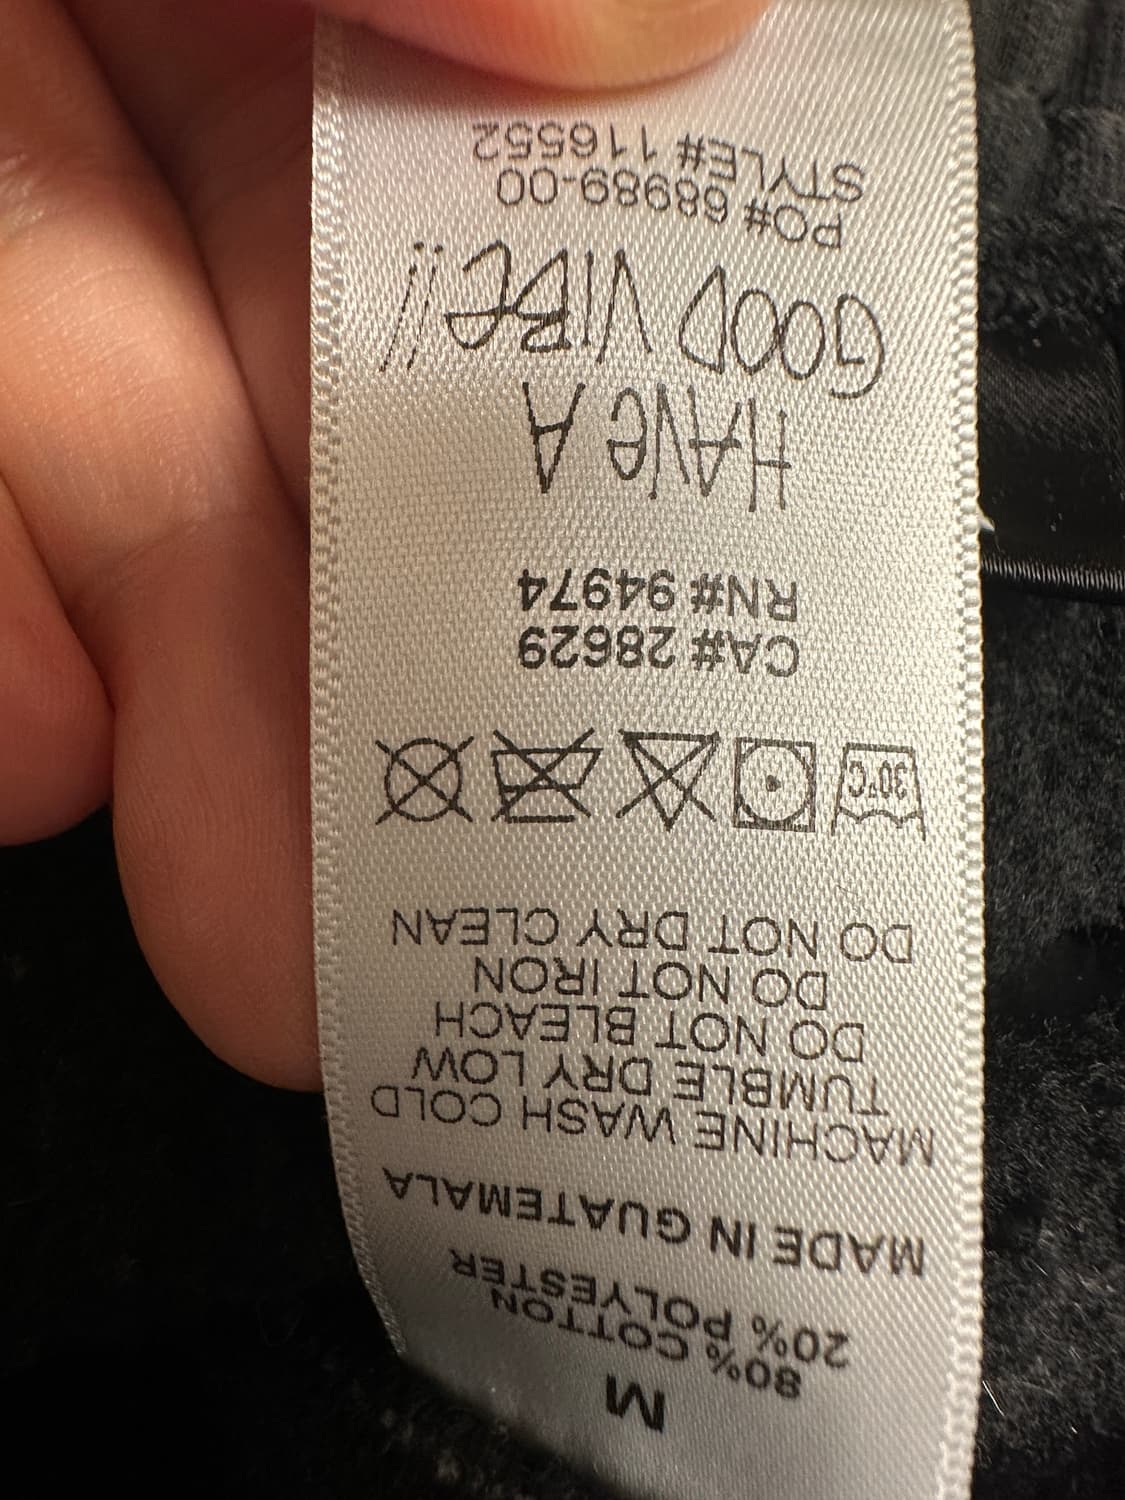 M
80% COTTON
20% POLYESTER
MADE IN GUATEMALA
MACHINE WASH COLD
TUMBLE DRY LOW
DO NOT BLEACH
DO NOT IRON
DO NOT DRY CLEAN
30°C
CA# 28629
RN# 94974
HAVe A
GOOD VIBe!!
PO# 68989-00
STYLE# 116552